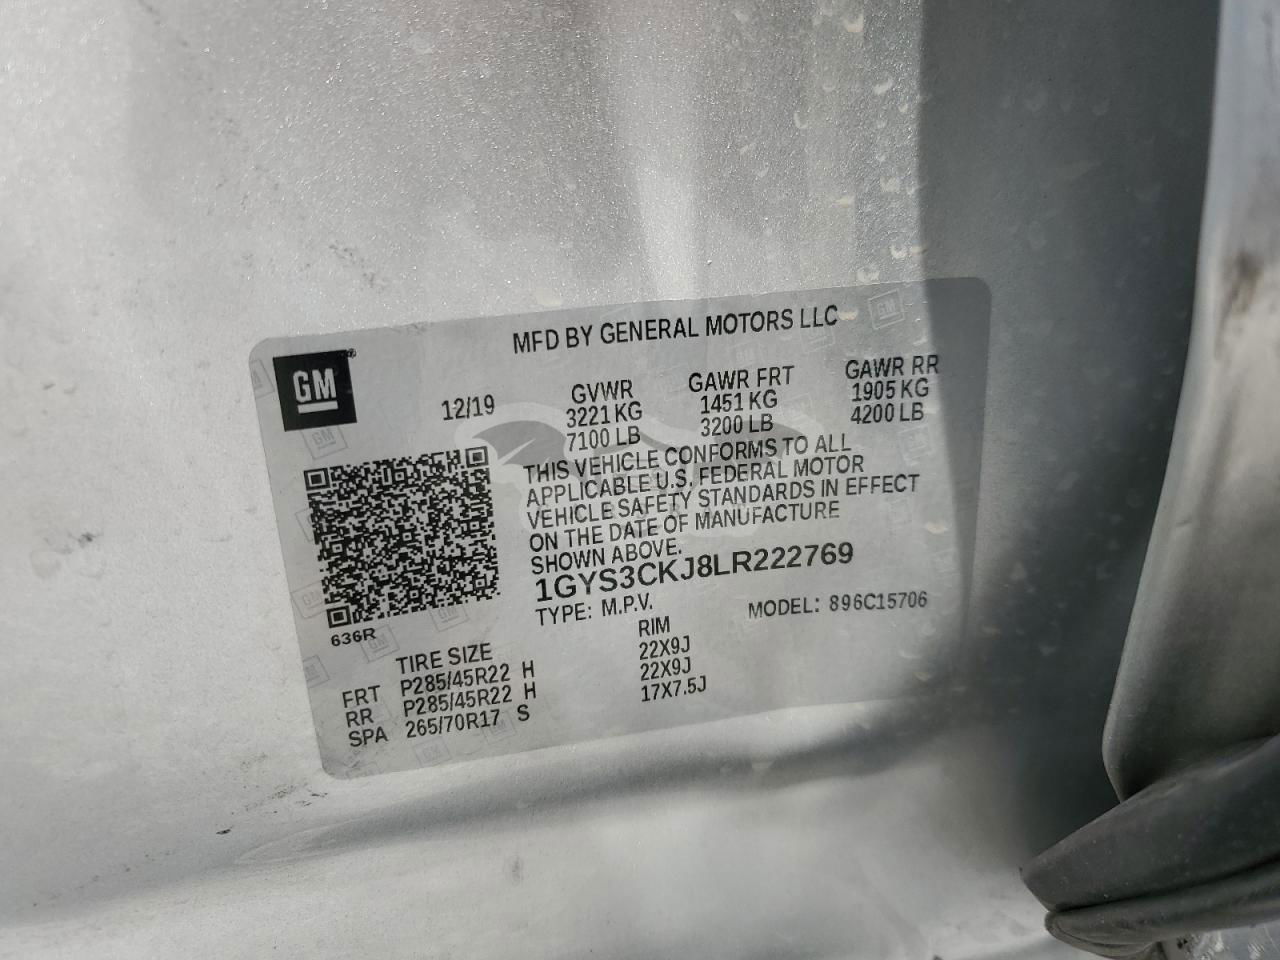 MFD BY GENERAL MOTORS LLC
GM
12/19
GVWR
3221 KG
7100 LB
GAWR FRT
1451 KG
3200 LB
GAWR RR
1905 KG
4200 LB
THIS VEHICLE CONFORMS TO ALL
APPLICABLE U.S. FEDERAL MOTOR
VEHICLE SAFETY STANDARDS IN EFFECT
ON THE DATE OF MANUFACTURE
SHOWN ABOVE.
1GYS3CKJ8LR222769
TYPE: M.P.V. MODEL: 896C15706
636R
TIRE SIZE RIM
FRT P285/45R22 H 22X9J
RR P285/45R22 H 22X9J
SPA 265/70R17 S 17X7.5J